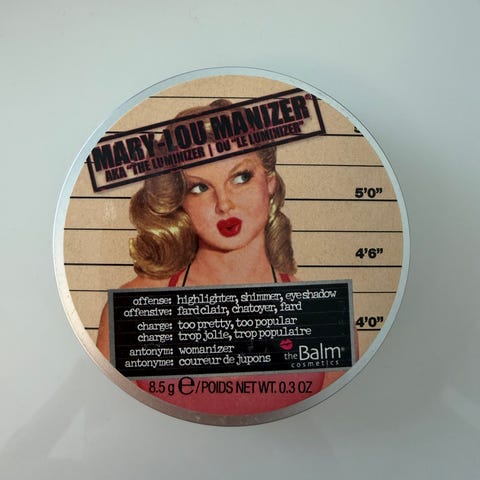 MARY-LOU MANIZER®
AKA "THE LUMINIZER | OU "LE LUMINIZER"
5'0"
4'6"
4'0"
offense: highlighter, shimmer, eyeshadow
offensive: fard clair, chatoyer, fard
charge: too pretty, too popular
charge: trop jolie, trop populaire
antonym: womanizer
antonyme: coureur de jupons
theBalm®
cosmetics
8.5 g ℮/POIDS NET WT. 0.3 OZ